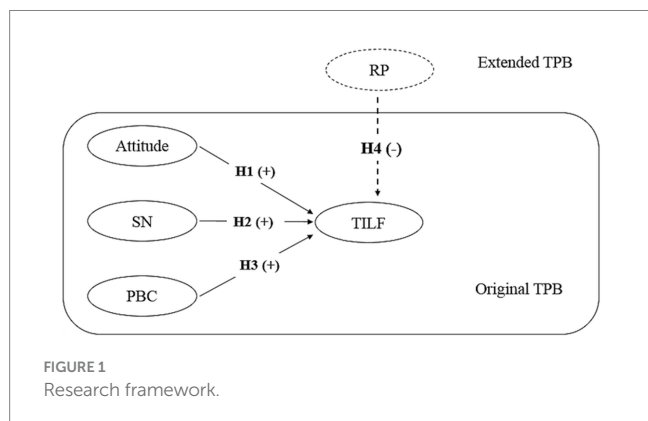 RP
Extended TPB
H4 (-)
Attitude
H1 (+)
SN
H2 (+)
TILF
H3 (+)
PBC
Original TPB
FIGURE 1
Research framework.